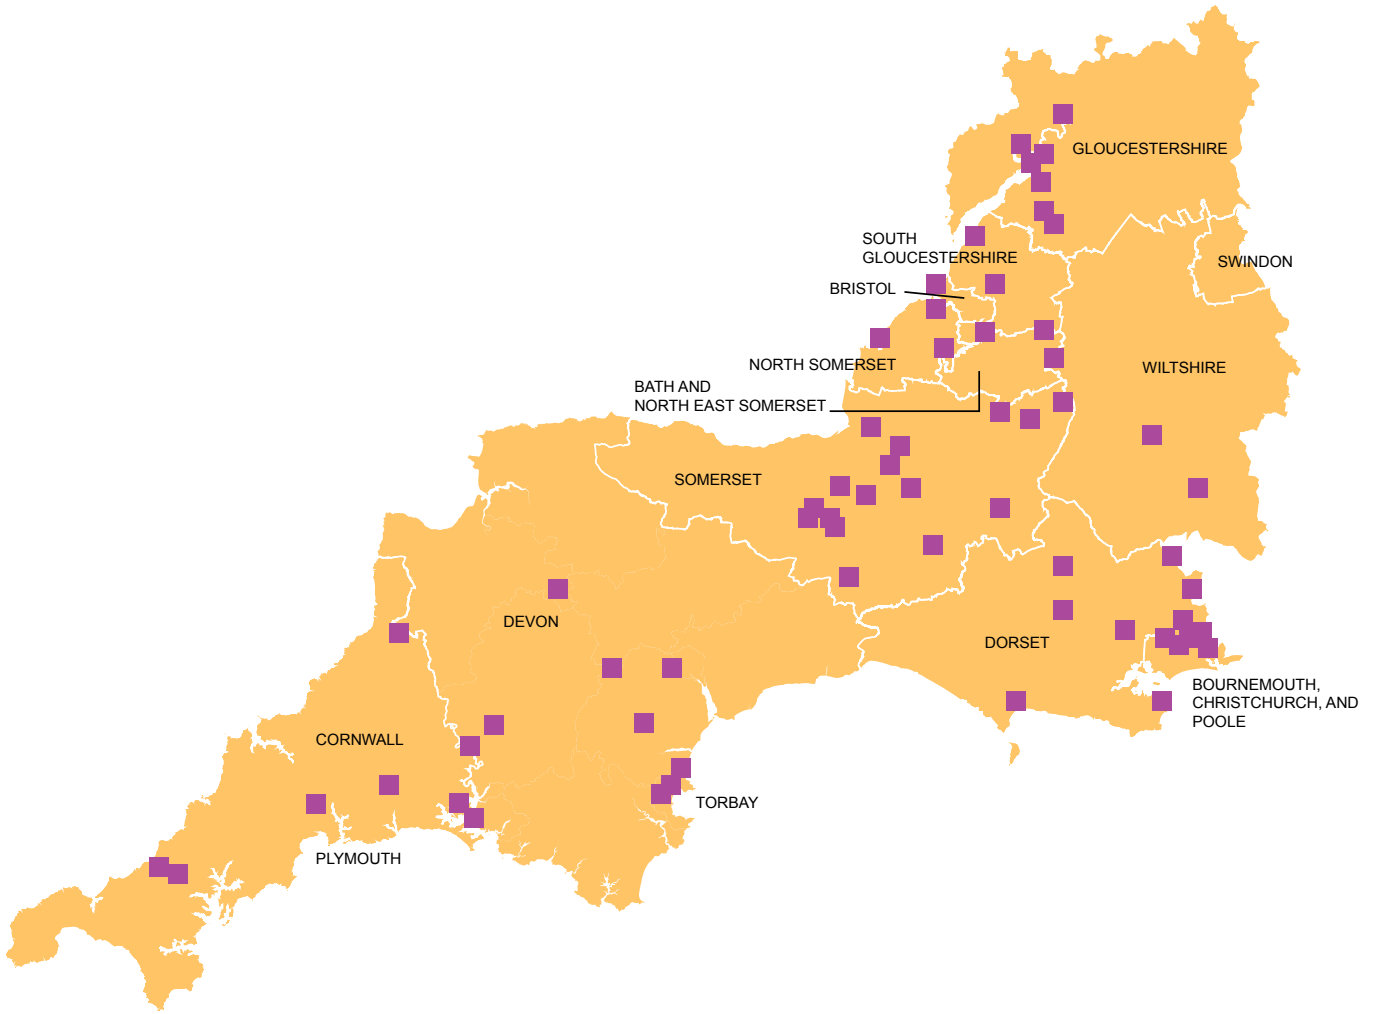 GLOUCESTERSHIRE
SOUTH
GLOUCESTERSHIRE
SWINDON
BRISTOL
NORTH SOMERSET
WILTSHIRE
BATH AND
NORTH EAST SOMERSET
SOMERSET
DEVON
DORSET
BOURNEMOUTH,
CHRISTCHURCH, AND
POOLE
CORNWALL
TORBAY
PLYMOUTH